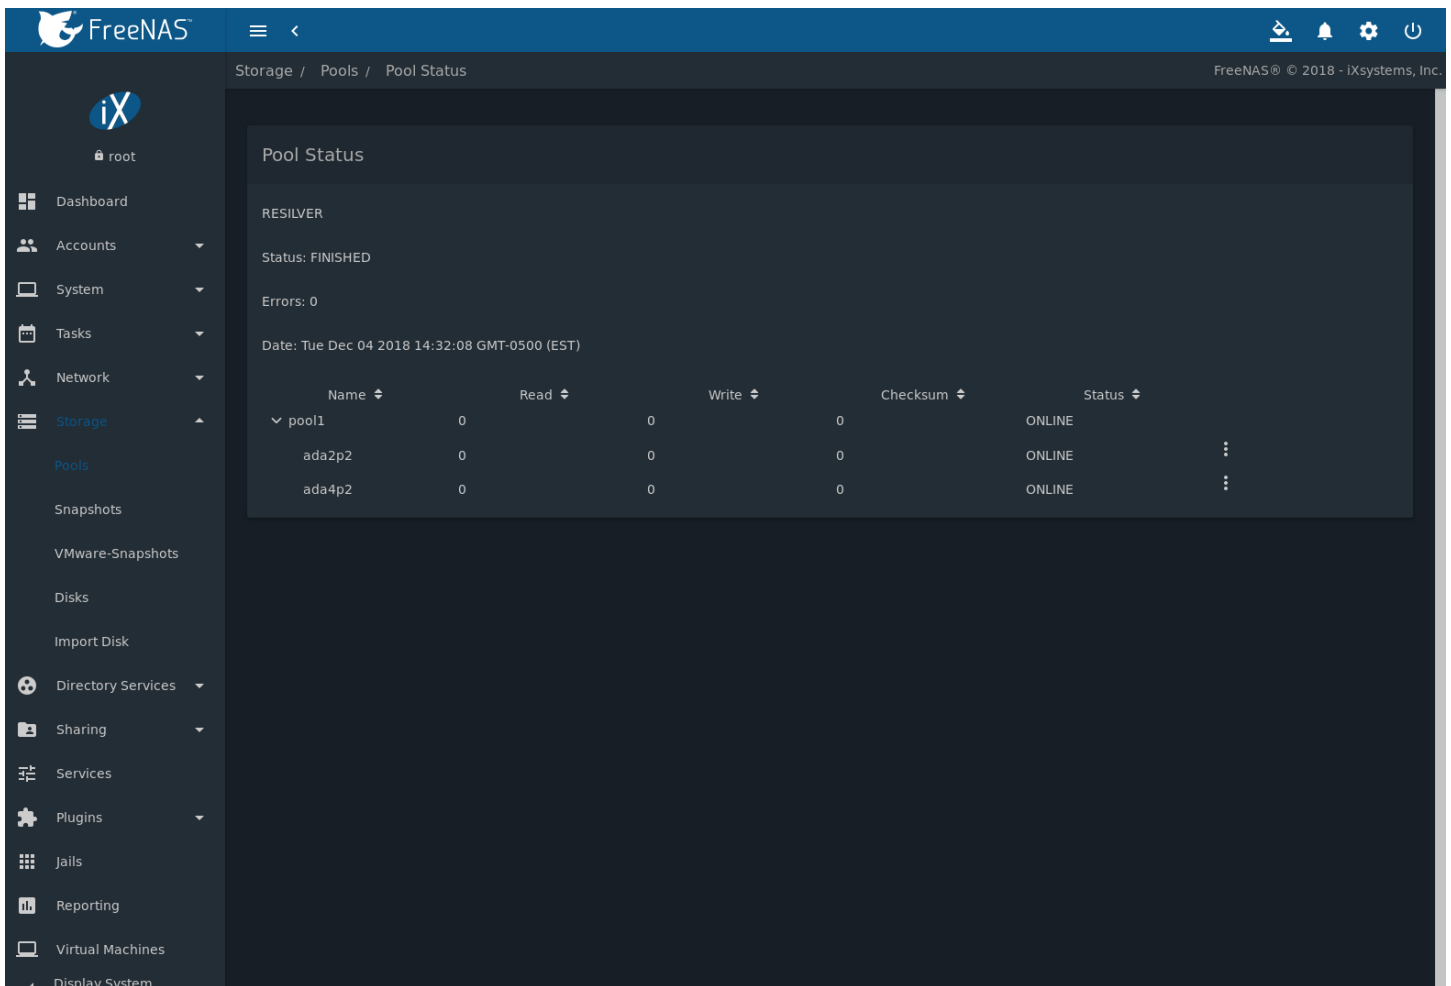 FreeNAS™
Storage / Pools / Pool Status
FreeNAS® © 2018 - iXsystems, Inc.
iX
root
Dashboard
Accounts
System
Tasks
Network
Storage
Pools
Snapshots
VMware-Snapshots
Disks
Import Disk
Directory Services
Sharing
Services
Plugins
Jails
Reporting
Virtual Machines
Display System
Pool Status
RESILVER
Status: FINISHED
Errors: 0
Date: Tue Dec 04 2018 14:32:08 GMT-0500 (EST)
Name Read Write Checksum Status
pool1 0 0 0 ONLINE
ada2p2 0 0 0 ONLINE
ada4p2 0 0 0 ONLINE